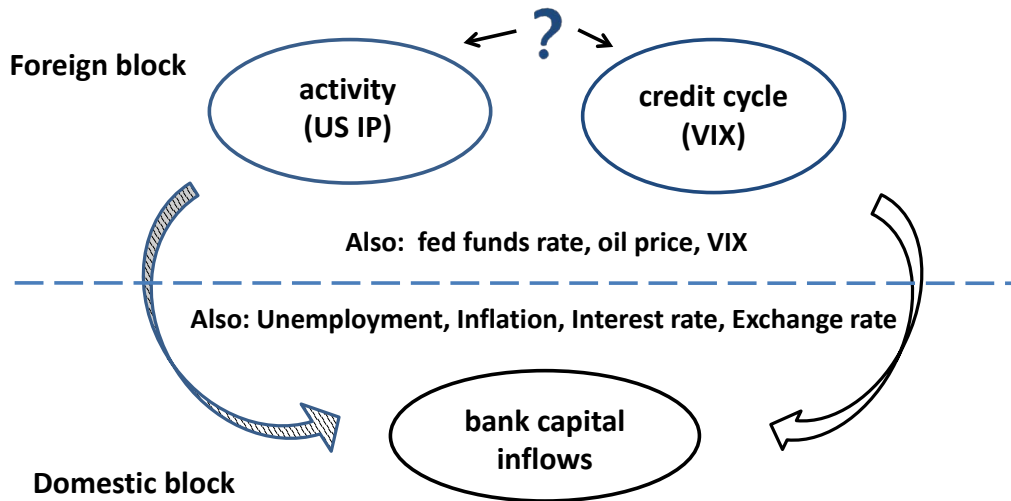 ?
Foreign block
activity
(US IP)
credit cycle
(VIX)
Also: fed funds rate, oil price, VIX
Also: Unemployment, Inflation, Interest rate, Exchange rate
bank capital
inflows
Domestic block